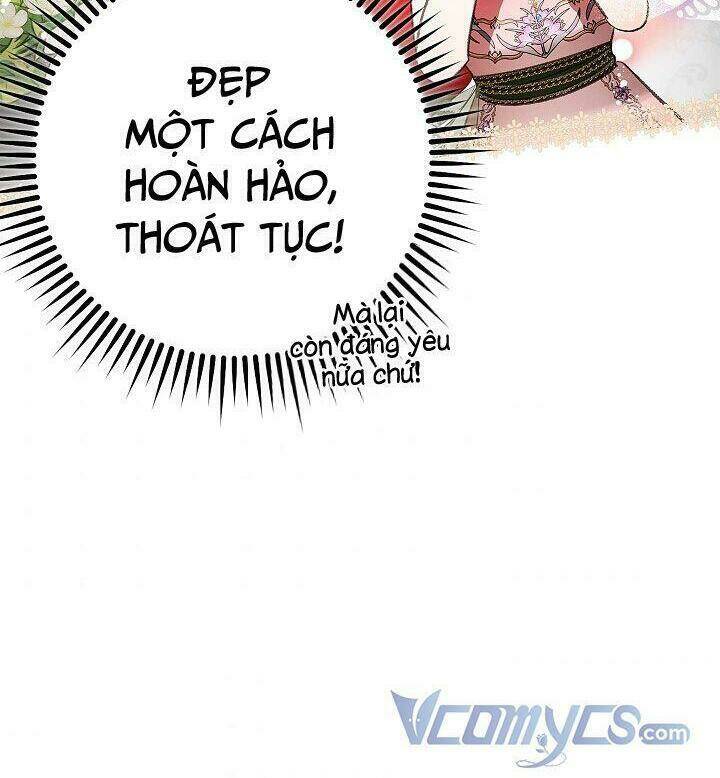 ĐẸP
MỘT CÁCH
HOÀN HẢO,
THOÁT TỤC!
Mà lại
còn đáng yêu
nữa chứ!
VCOMYCS.com